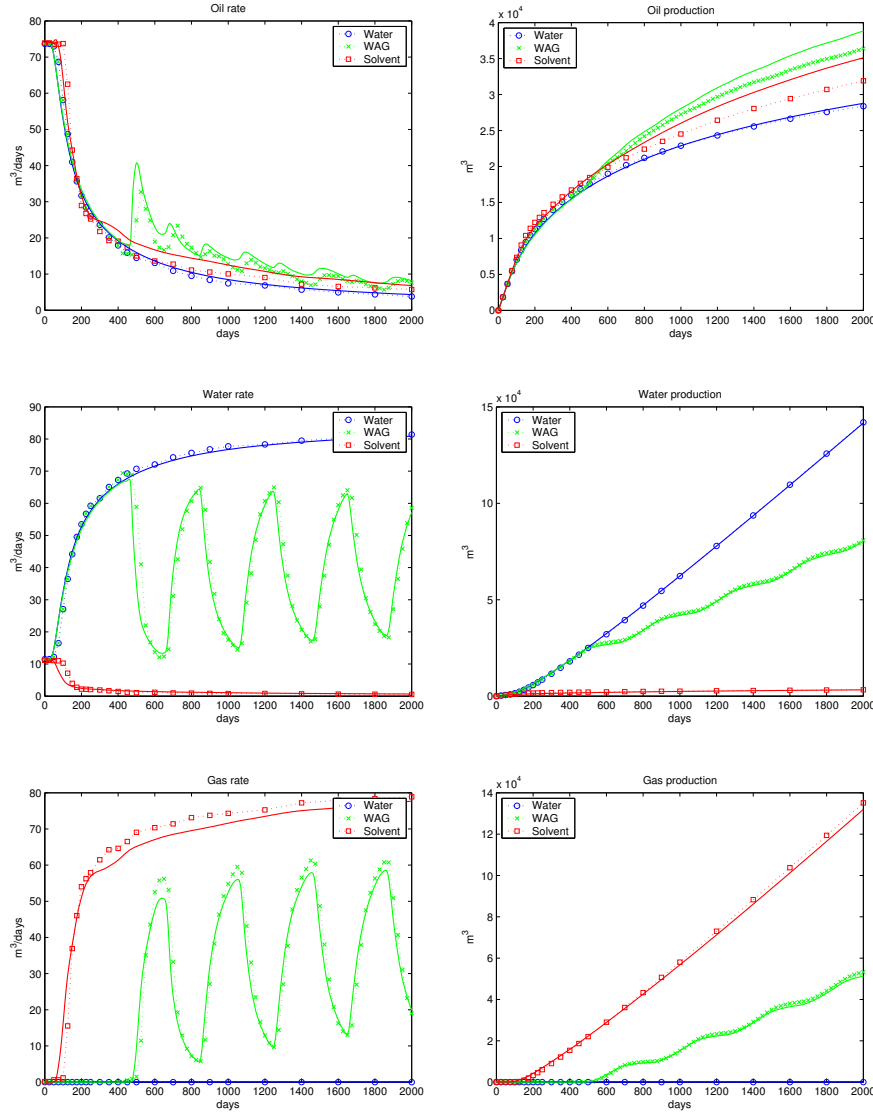 Oil rate
80
70
60
50
40
30
20
10
0
m³/days
0 200 400 600 800 1000 1200 1400 1600 1800 2000
days
Water
WAG
Solvent
Oil production
x 10⁴
4
3.5
3
2.5
2
1.5
1
0.5
0
m³
0 200 400 600 800 1000 1200 1400 1600 1800 2000
days
Water
WAG
Solvent
Water rate
90
80
70
60
50
40
30
20
10
0
m³/days
0 200 400 600 800 1000 1200 1400 1600 1800 2000
days
Water
WAG
Solvent
Water production
x 10⁴
15
10
5
0
m³
0 200 400 600 800 1000 1200 1400 1600 1800 2000
days
Water
WAG
Solvent
Gas rate
80
70
60
50
40
30
20
10
0
m³/days
0 200 400 600 800 1000 1200 1400 1600 1800 2000
days
Water
WAG
Solvent
Gas production
x 10⁴
14
12
10
8
6
4
2
0
m³
0 200 400 600 800 1000 1200 1400 1600 1800 2000
days
Water
WAG
Solvent